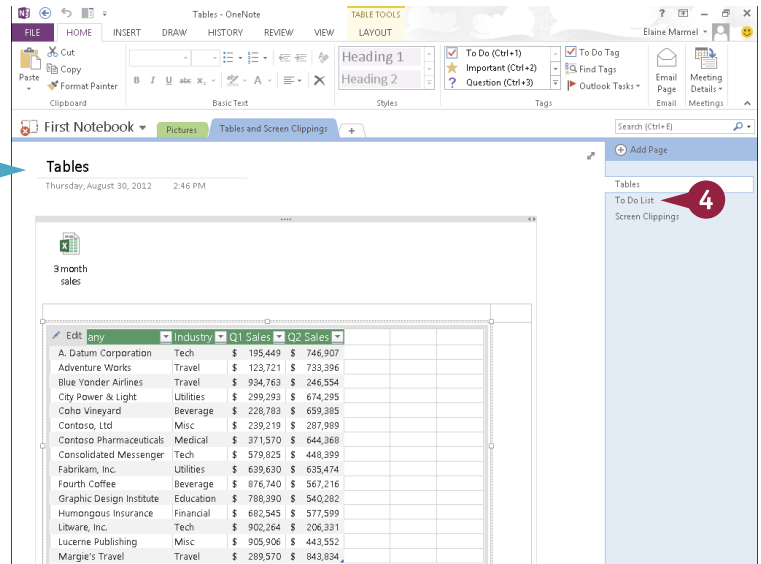 Tables - OneNote
TABLE TOOLS
FILE HOME INSERT DRAW HISTORY REVIEW VIEW LAYOUT
Elaine Marmel
Paste
Cut
Copy
Format Painter
Clipboard
B I U abc x₂ A
Basic Text
Heading 1
Heading 2
Styles
To Do (Ctrl+1)
Important (Ctrl+2)
? Question (Ctrl+3)
To Do Tag
Find Tags
Outlook Tasks
Tags
Email Page
Email
Meeting Details
Meetings
First Notebook
Pictures
Tables and Screen Clippings
Search (Ctrl+E)
Add Page
Tables
To Do List
4
Screen Clippings
Tables
Thursday, August 30, 2012 2:46 PM
3 month
sales
Edit any Industry Q1 Sales Q2 Sales
A. Datum Corporation Tech $ 195,449 $ 746,907
Adventure Works Travel $ 123,721 $ 733,396
Blue Yonder Airlines Travel $ 934,763 $ 246,554
City Power & Light Utilities $ 299,293 $ 674,295
Coho Vineyard Beverage $ 228,783 $ 659,385
Contoso, Ltd Misc $ 239,219 $ 287,989
Contoso Pharmaceuticals Medical $ 371,570 $ 644,368
Consolidated Messenger Tech $ 579,825 $ 448,399
Fabrikam, Inc. Utilities $ 639,630 $ 635,474
Fourth Coffee Beverage $ 876,740 $ 567,216
Graphic Design Institute Education $ 788,390 $ 540,282
Humongous Insurance Financial $ 682,545 $ 577,599
Litware, Inc. Tech $ 902,264 $ 206,331
Lucerne Publishing Misc $ 905,906 $ 443,552
Margie's Travel Travel $ 289,570 $ 843,834